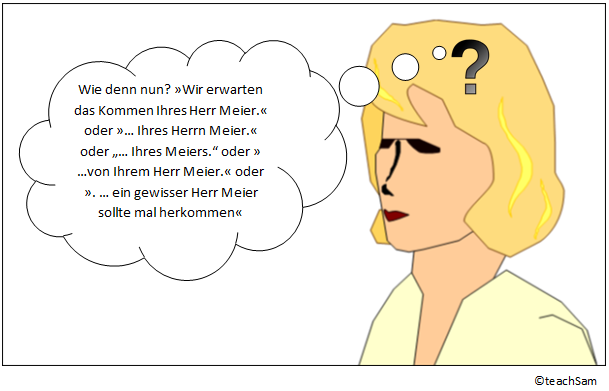 Wie denn nun? »Wir erwarten
das Kommen Ihres Herr Meier.«
oder »... Ihres Herrn Meier.«
oder „... Ihres Meiers.“ oder »
...von Ihrem Herr Meier.« oder
». ... ein gewisser Herr Meier
sollte mal herkommen«
?
©teachSam